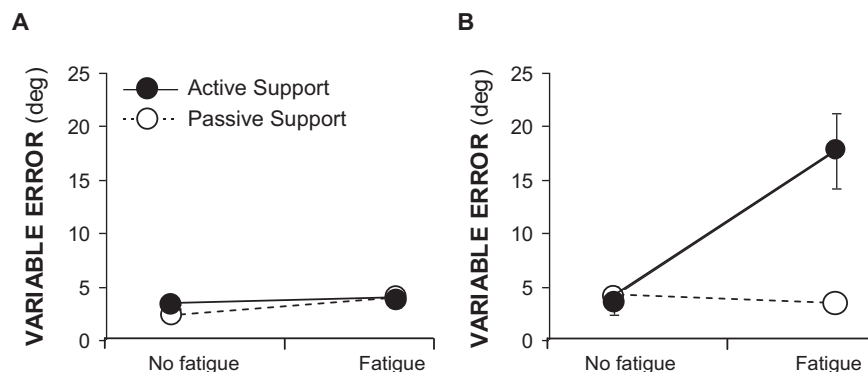 A
VARIABLE ERROR (deg)
25
20
15
10
5
0
Active Support
Passive Support
No fatigue
Fatigue
B
VARIABLE ERROR (deg)
25
20
15
10
5
0
No fatigue
Fatigue